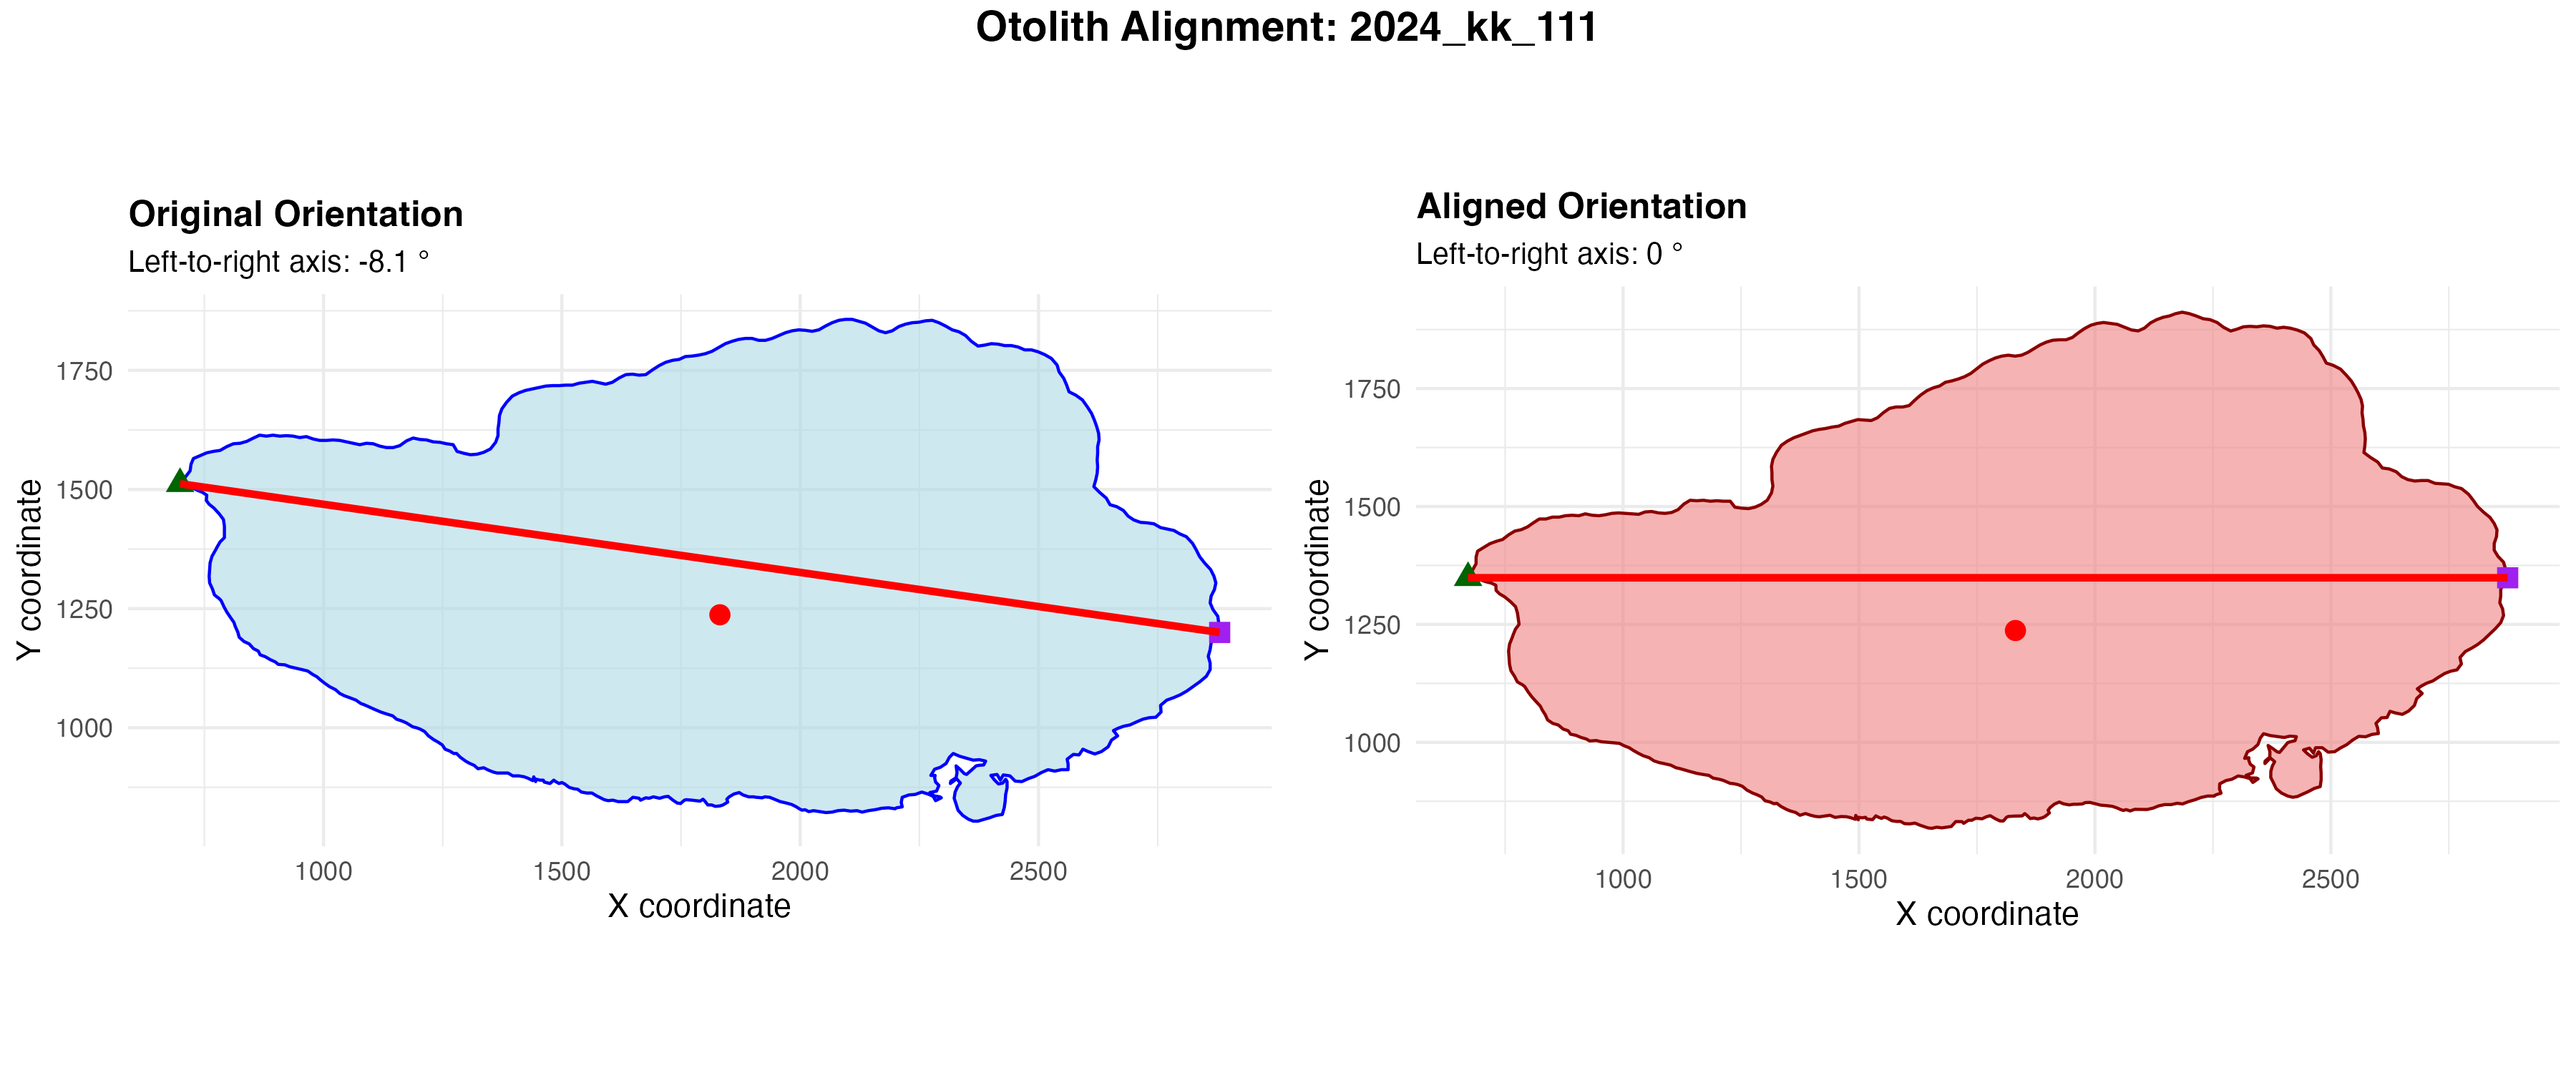 Otolith Alignment: 2024_kk_111
Original Orientation
Left-to-right axis: -8.1 °
Y coordinate
1750
1500
1250
1000
1000 1500 2000 2500
X coordinate
Aligned Orientation
Left-to-right axis: 0 °
Y coordinate
1750
1500
1250
1000
1000 1500 2000 2500
X coordinate